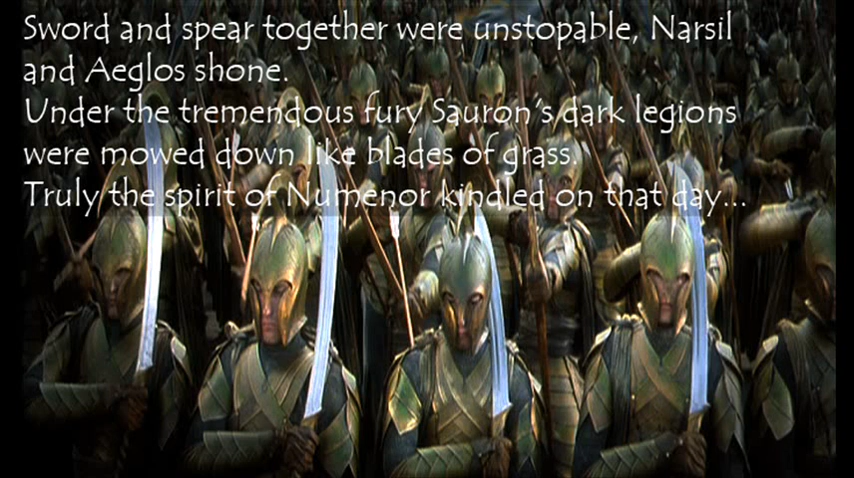 Sword and spear together were unstopable, Narsil
and Aeglos shone.
Under the tremendous fury Sauron's dark legions
were mowed down like blades of grass.
Truly the spirit of Numenor kindled on that day...